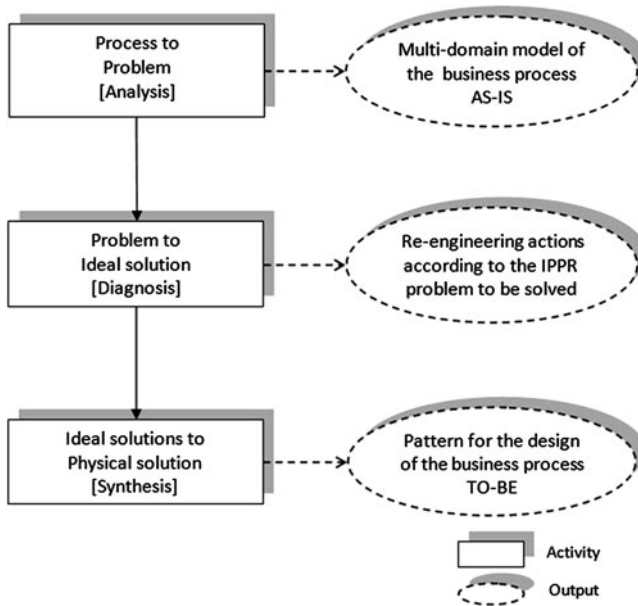 Process to
Problem
[Analysis]
Multi-domain model of
the business process
AS-IS
Problem to
Ideal solution
[Diagnosis]
Re-engineering actions
according to the IPPR
problem to be solved
Ideal solutions to
Physical solution
[Synthesis]
Pattern for the design
of the business process
TO-BE
Activity
Output